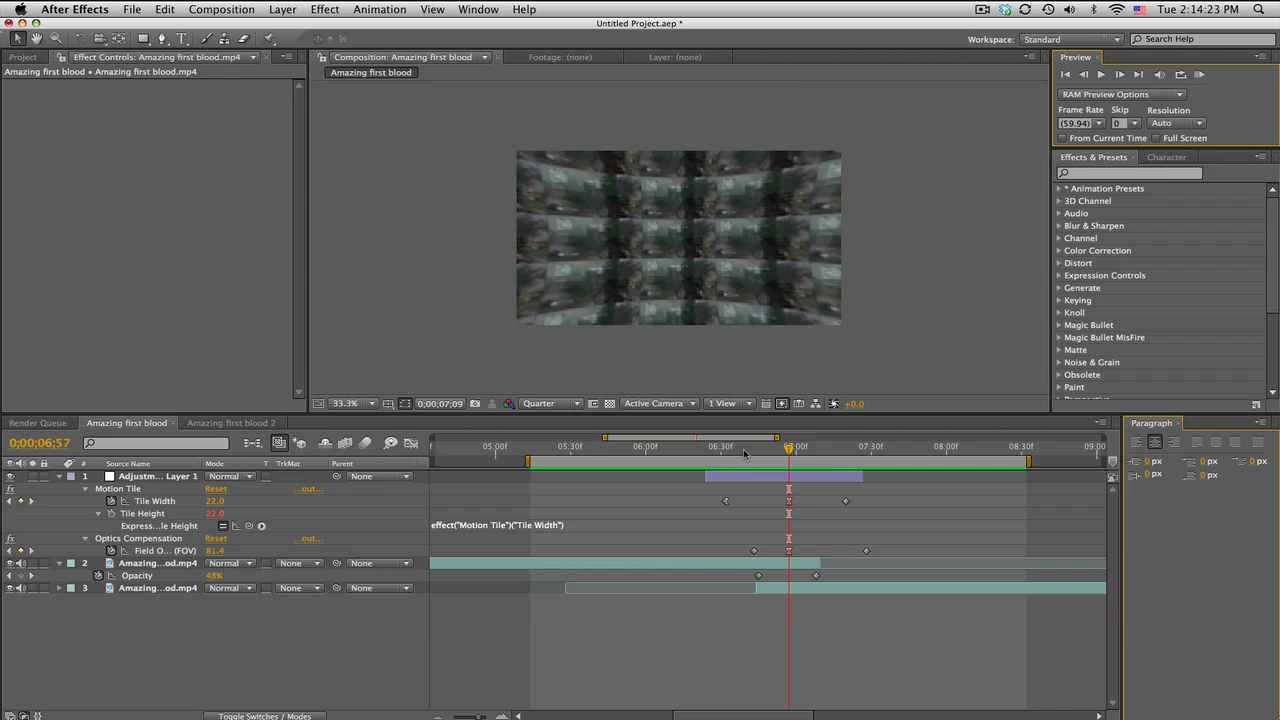 After Effects File Edit Composition Layer Effect Animation View Window Help Tue 2:14:23 PM
Untitled Project.aep *
Workspace: Standard Search Help
Project Effect Controls: Amazing first blood.mp4 Composition: Amazing first blood Footage: (none) Layer: (none) Preview
Amazing first blood • Amazing first blood.mp4 Amazing first blood
RAM Preview Options
Frame Rate Skip Resolution
(59.94) 0 Auto
From Current Time Full Screen
Effects & Presets Character
* Animation Presets
3D Channel
Audio
Blur & Sharpen
Channel
Color Correction
Distort
Expression Controls
Generate
Keying
Knoll
Magic Bullet
Magic Bullet MisFire
Matte
Noise & Grain
Obsolete
Paint
Perspective
33.3% 0;00;07;09 Quarter Active Camera 1 View +0.0
Render Queue Amazing first blood Amazing first blood 2 Paragraph
0;00;06;57 05:00f 05:30f 06:00f 06:30f 07:30f 08:00f 08:30f 09:00
# Source Name Mode T TrkMat Parent
0 px 0 px 0 px
0 px 0 px
1 Adjustm... Layer 1 Normal None
Motion Tile Reset ...out...
Tile Width 22.0
Tile Height 22.0
Express...le Height effect("Motion Tile")("Tile Width")
Optics Compensation Reset ...out...
Field O... (FOV) 81.4
2 Amazing...od.mp4 Normal None None
Opacity 48%
3 Amazing...od.mp4 Normal None None
Toggle Switches / Modes